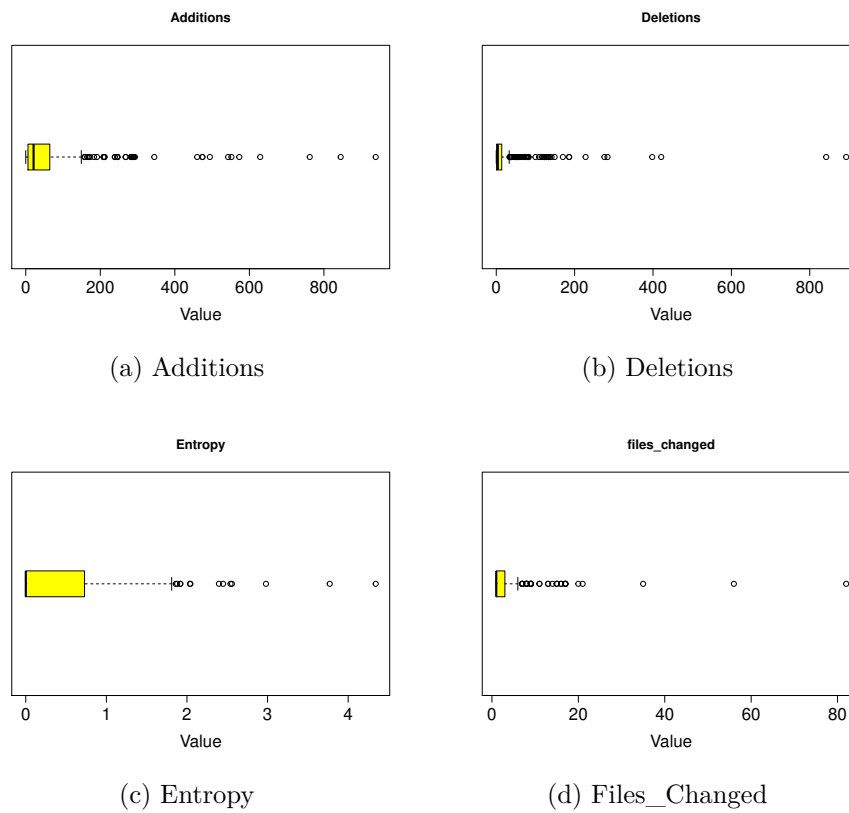 Additions
0 200 400 600 800
Value
(a) Additions
Deletions
0 200 400 600 800
Value
(b) Deletions
Entropy
0 1 2 3 4
Value
(c) Entropy
files_changed
0 20 40 60 80
Value
(d) Files_Changed